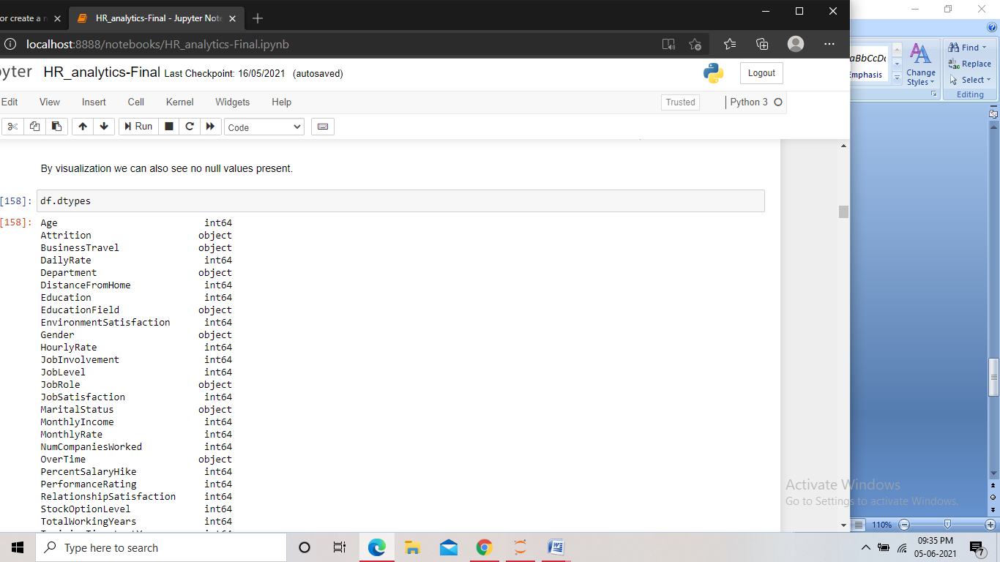 or create a
HR_analytics-Final - Jupyter Note
localhost:8888/notebooks/HR_analytics-Final.ipynb
yter HR_analytics-Final Last Checkpoint: 16/05/2021 (autosaved)
Logout
Edit View Insert Cell Kernel Widgets Help Trusted Python 3
Run Code
aBbCcDc
Emphasis
Change Styles
Find
Replace
Select
Editing
By visualization we can also see no null values present.
[158]: df.dtypes
[158]: Age int64
Attrition object
BusinessTravel object
DailyRate int64
Department object
DistanceFromHome int64
Education int64
EducationField object
EnvironmentSatisfaction int64
Gender object
HourlyRate int64
JobInvolvement int64
JobLevel int64
JobRole object
JobSatisfaction int64
MaritalStatus object
MonthlyIncome int64
MonthlyRate int64
NumCompaniesWorked int64
OverTime object
PercentSalaryHike int64
PerformanceRating int64
RelationshipSatisfaction int64
StockOptionLevel int64
TotalWorkingYears int64
Activate Windows
Go to Settings to activate Windows.
110%
Type here to search
09:35 PM
05-06-2021
7